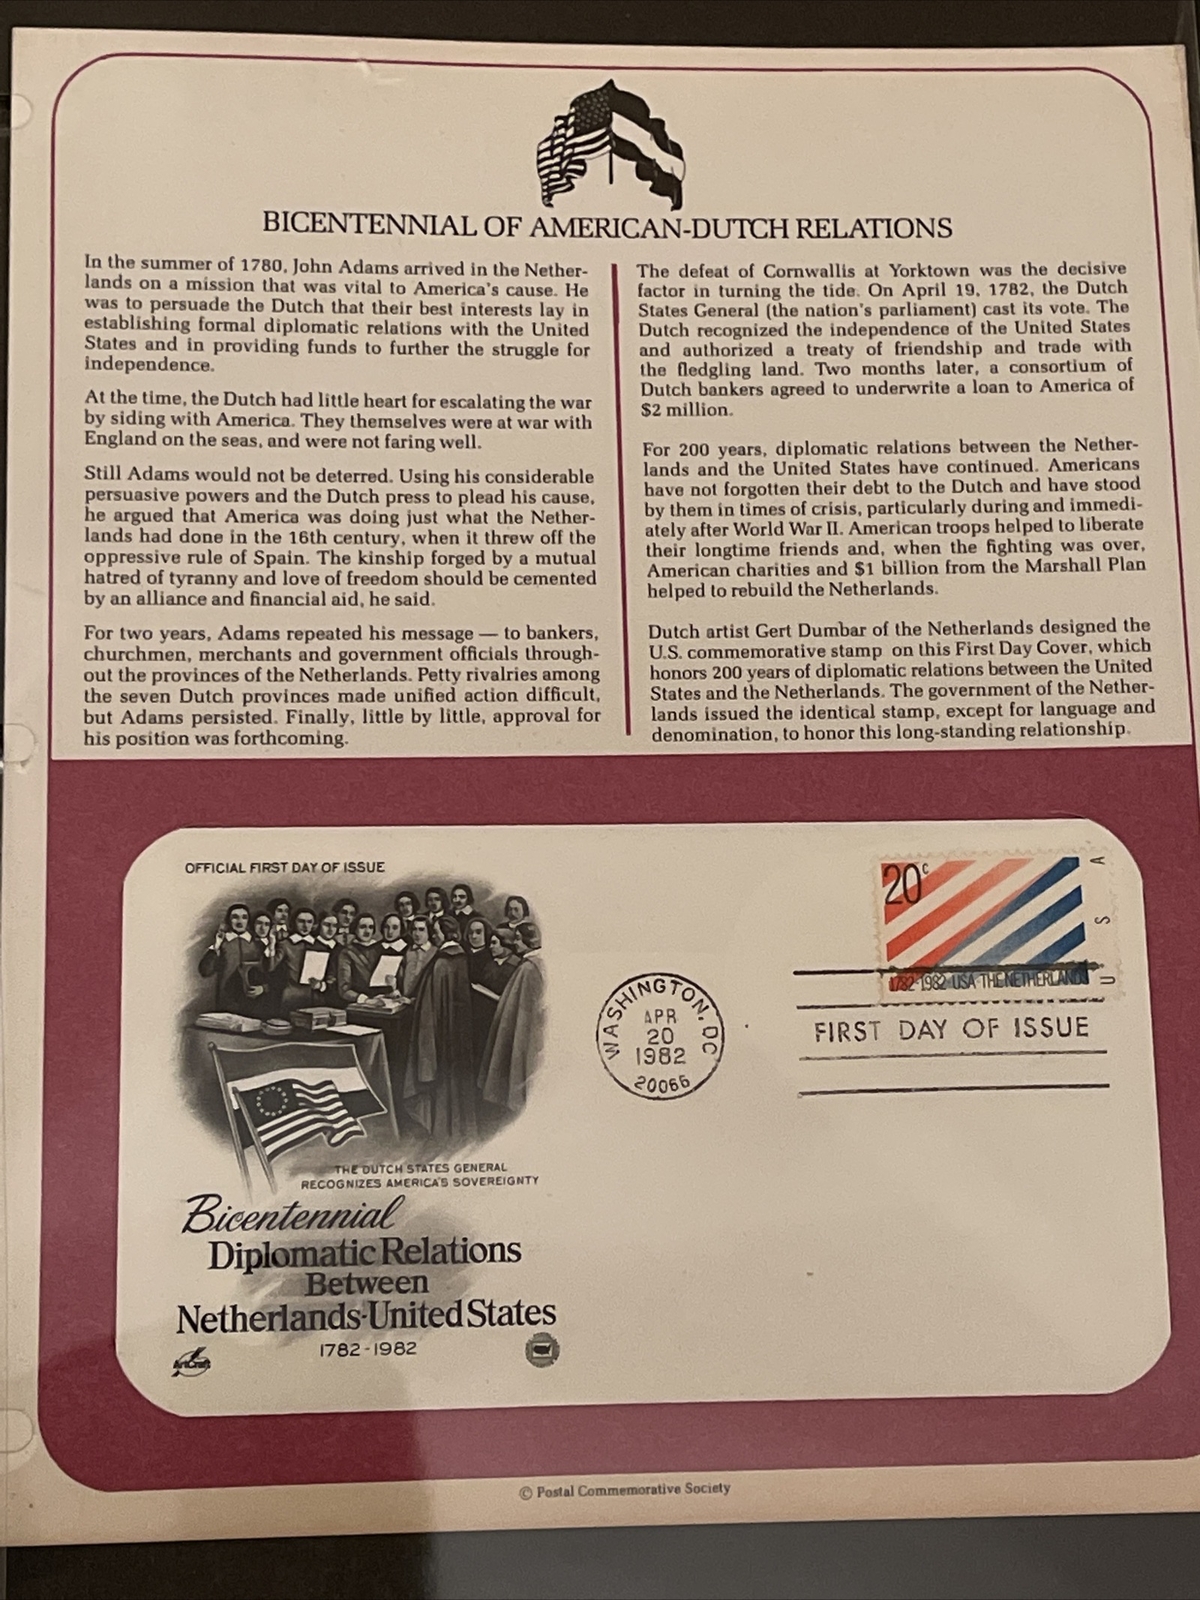 BICENTENNIAL OF AMERICAN-DUTCH RELATIONS
In the summer of 1780, John Adams arrived in the Nether-
lands on a mission that was vital to America's cause. He
was to persuade the Dutch that their best interests lay in
establishing formal diplomatic relations with the United
States and in providing funds to further the struggle for
independence.
At the time, the Dutch had little heart for escalating the war
by siding with America. They themselves were at war with
England on the seas, and were not faring well.
Still Adams would not be deterred. Using his considerable
persuasive powers and the Dutch press to plead his cause,
he argued that America was doing just what the Nether-
lands had done in the 16th century, when it threw off the
oppressive rule of Spain. The kinship forged by a mutual
hatred of tyranny and love of freedom should be cemented
by an alliance and financial aid, he said.
For two years, Adams repeated his message — to bankers,
churchmen, merchants and government officials through-
out the provinces of the Netherlands. Petty rivalries among
the seven Dutch provinces made unified action difficult,
but Adams persisted. Finally, little by little, approval for
his position was forthcoming.
The defeat of Cornwallis at Yorktown was the decisive
factor in turning the tide. On April 19, 1782, the Dutch
States General (the nation's parliament) cast its vote. The
Dutch recognized the independence of the United States
and authorized a treaty of friendship and trade with
the fledgling land. Two months later, a consortium of
Dutch bankers agreed to underwrite a loan to America of
$2 million.
For 200 years, diplomatic relations between the Nether-
lands and the United States have continued. Americans
have not forgotten their debt to the Dutch and have stood
by them in times of crisis, particularly during and immedi-
ately after World War II. American troops helped to liberate
their longtime friends and, when the fighting was over,
American charities and $1 billion from the Marshall Plan
helped to rebuild the Netherlands.
Dutch artist Gert Dumbar of the Netherlands designed the
U.S. commemorative stamp on this First Day Cover, which
honors 200 years of diplomatic relations between the United
States and the Netherlands. The government of the Nether-
lands issued the identical stamp, except for language and
denomination, to honor this long-standing relationship.
OFFICIAL FIRST DAY OF ISSUE
THE DUTCH STATES GENERAL
RECOGNIZES AMERICA'S SOVEREIGNTY
Bicentennial
Diplomatic Relations
Between
Netherlands-United States
1782-1982
ArtCraft
WASHINGTON, DC
APR
20
1982
20066
20c
USA
1782-1982 USA-THE NETHERLANDS
FIRST DAY OF ISSUE
© Postal Commemorative Society